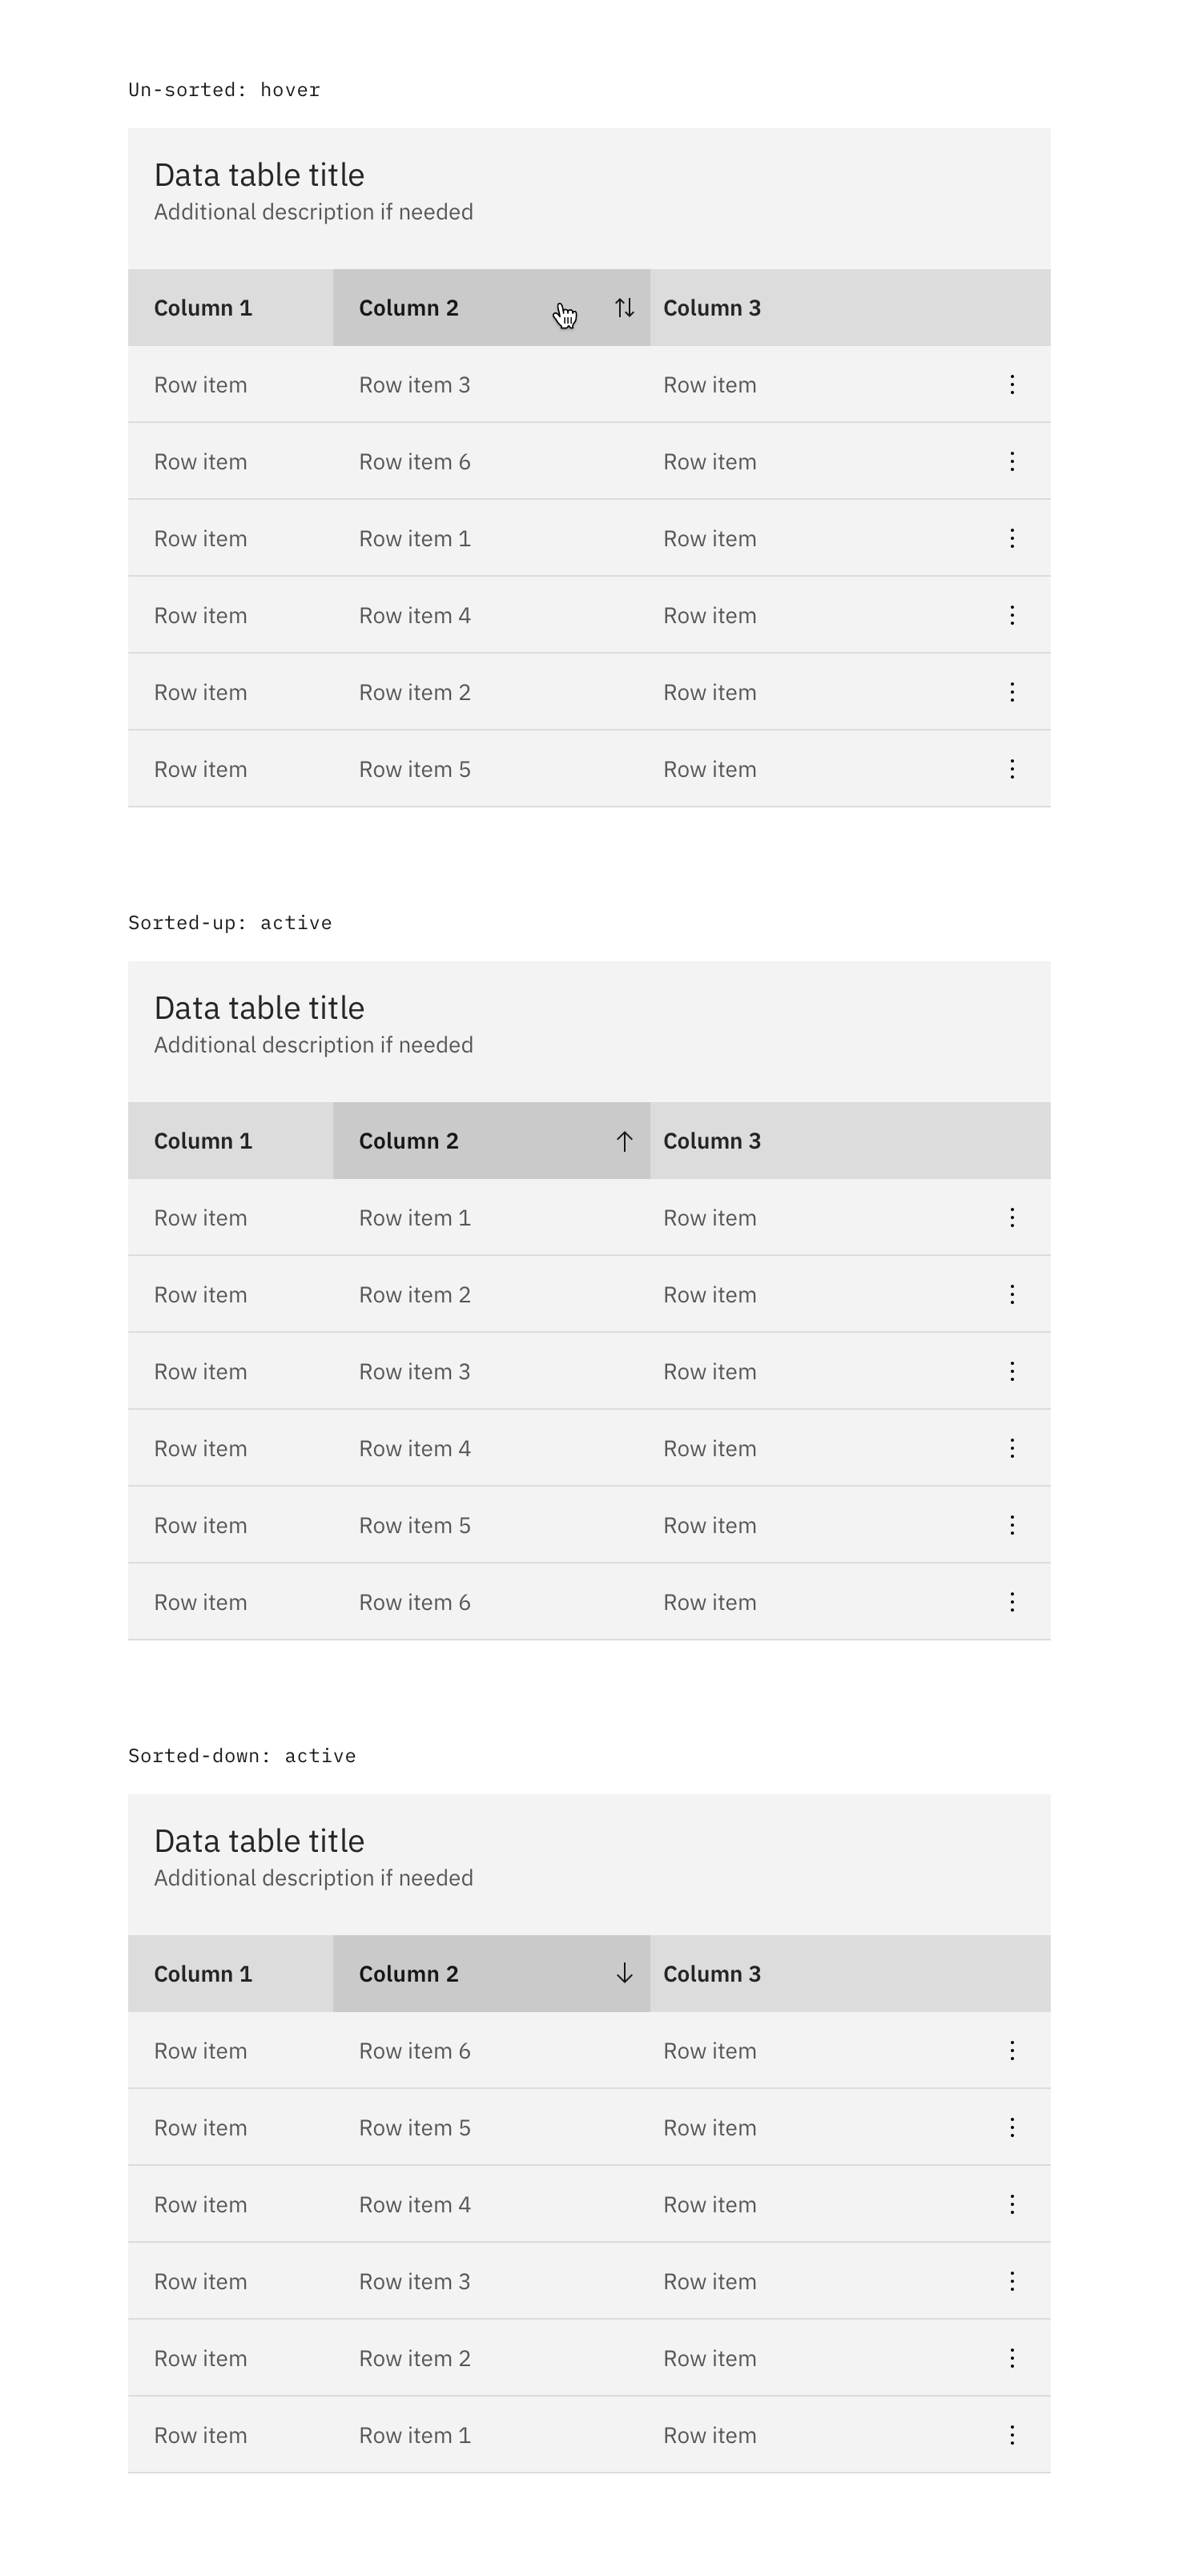 Un-sorted: hover
Data table title
Additional description if needed
Column 1 Column 2 Column 3
Row item Row item 3 Row item
Row item Row item 6 Row item
Row item Row item 1 Row item
Row item Row item 4 Row item
Row item Row item 2 Row item
Row item Row item 5 Row item
Sorted-up: active
Data table title
Additional description if needed
Column 1 Column 2 Column 3
Row item Row item 1 Row item
Row item Row item 2 Row item
Row item Row item 3 Row item
Row item Row item 4 Row item
Row item Row item 5 Row item
Row item Row item 6 Row item
Sorted-down: active
Data table title
Additional description if needed
Column 1 Column 2 Column 3
Row item Row item 6 Row item
Row item Row item 5 Row item
Row item Row item 4 Row item
Row item Row item 3 Row item
Row item Row item 2 Row item
Row item Row item 1 Row item